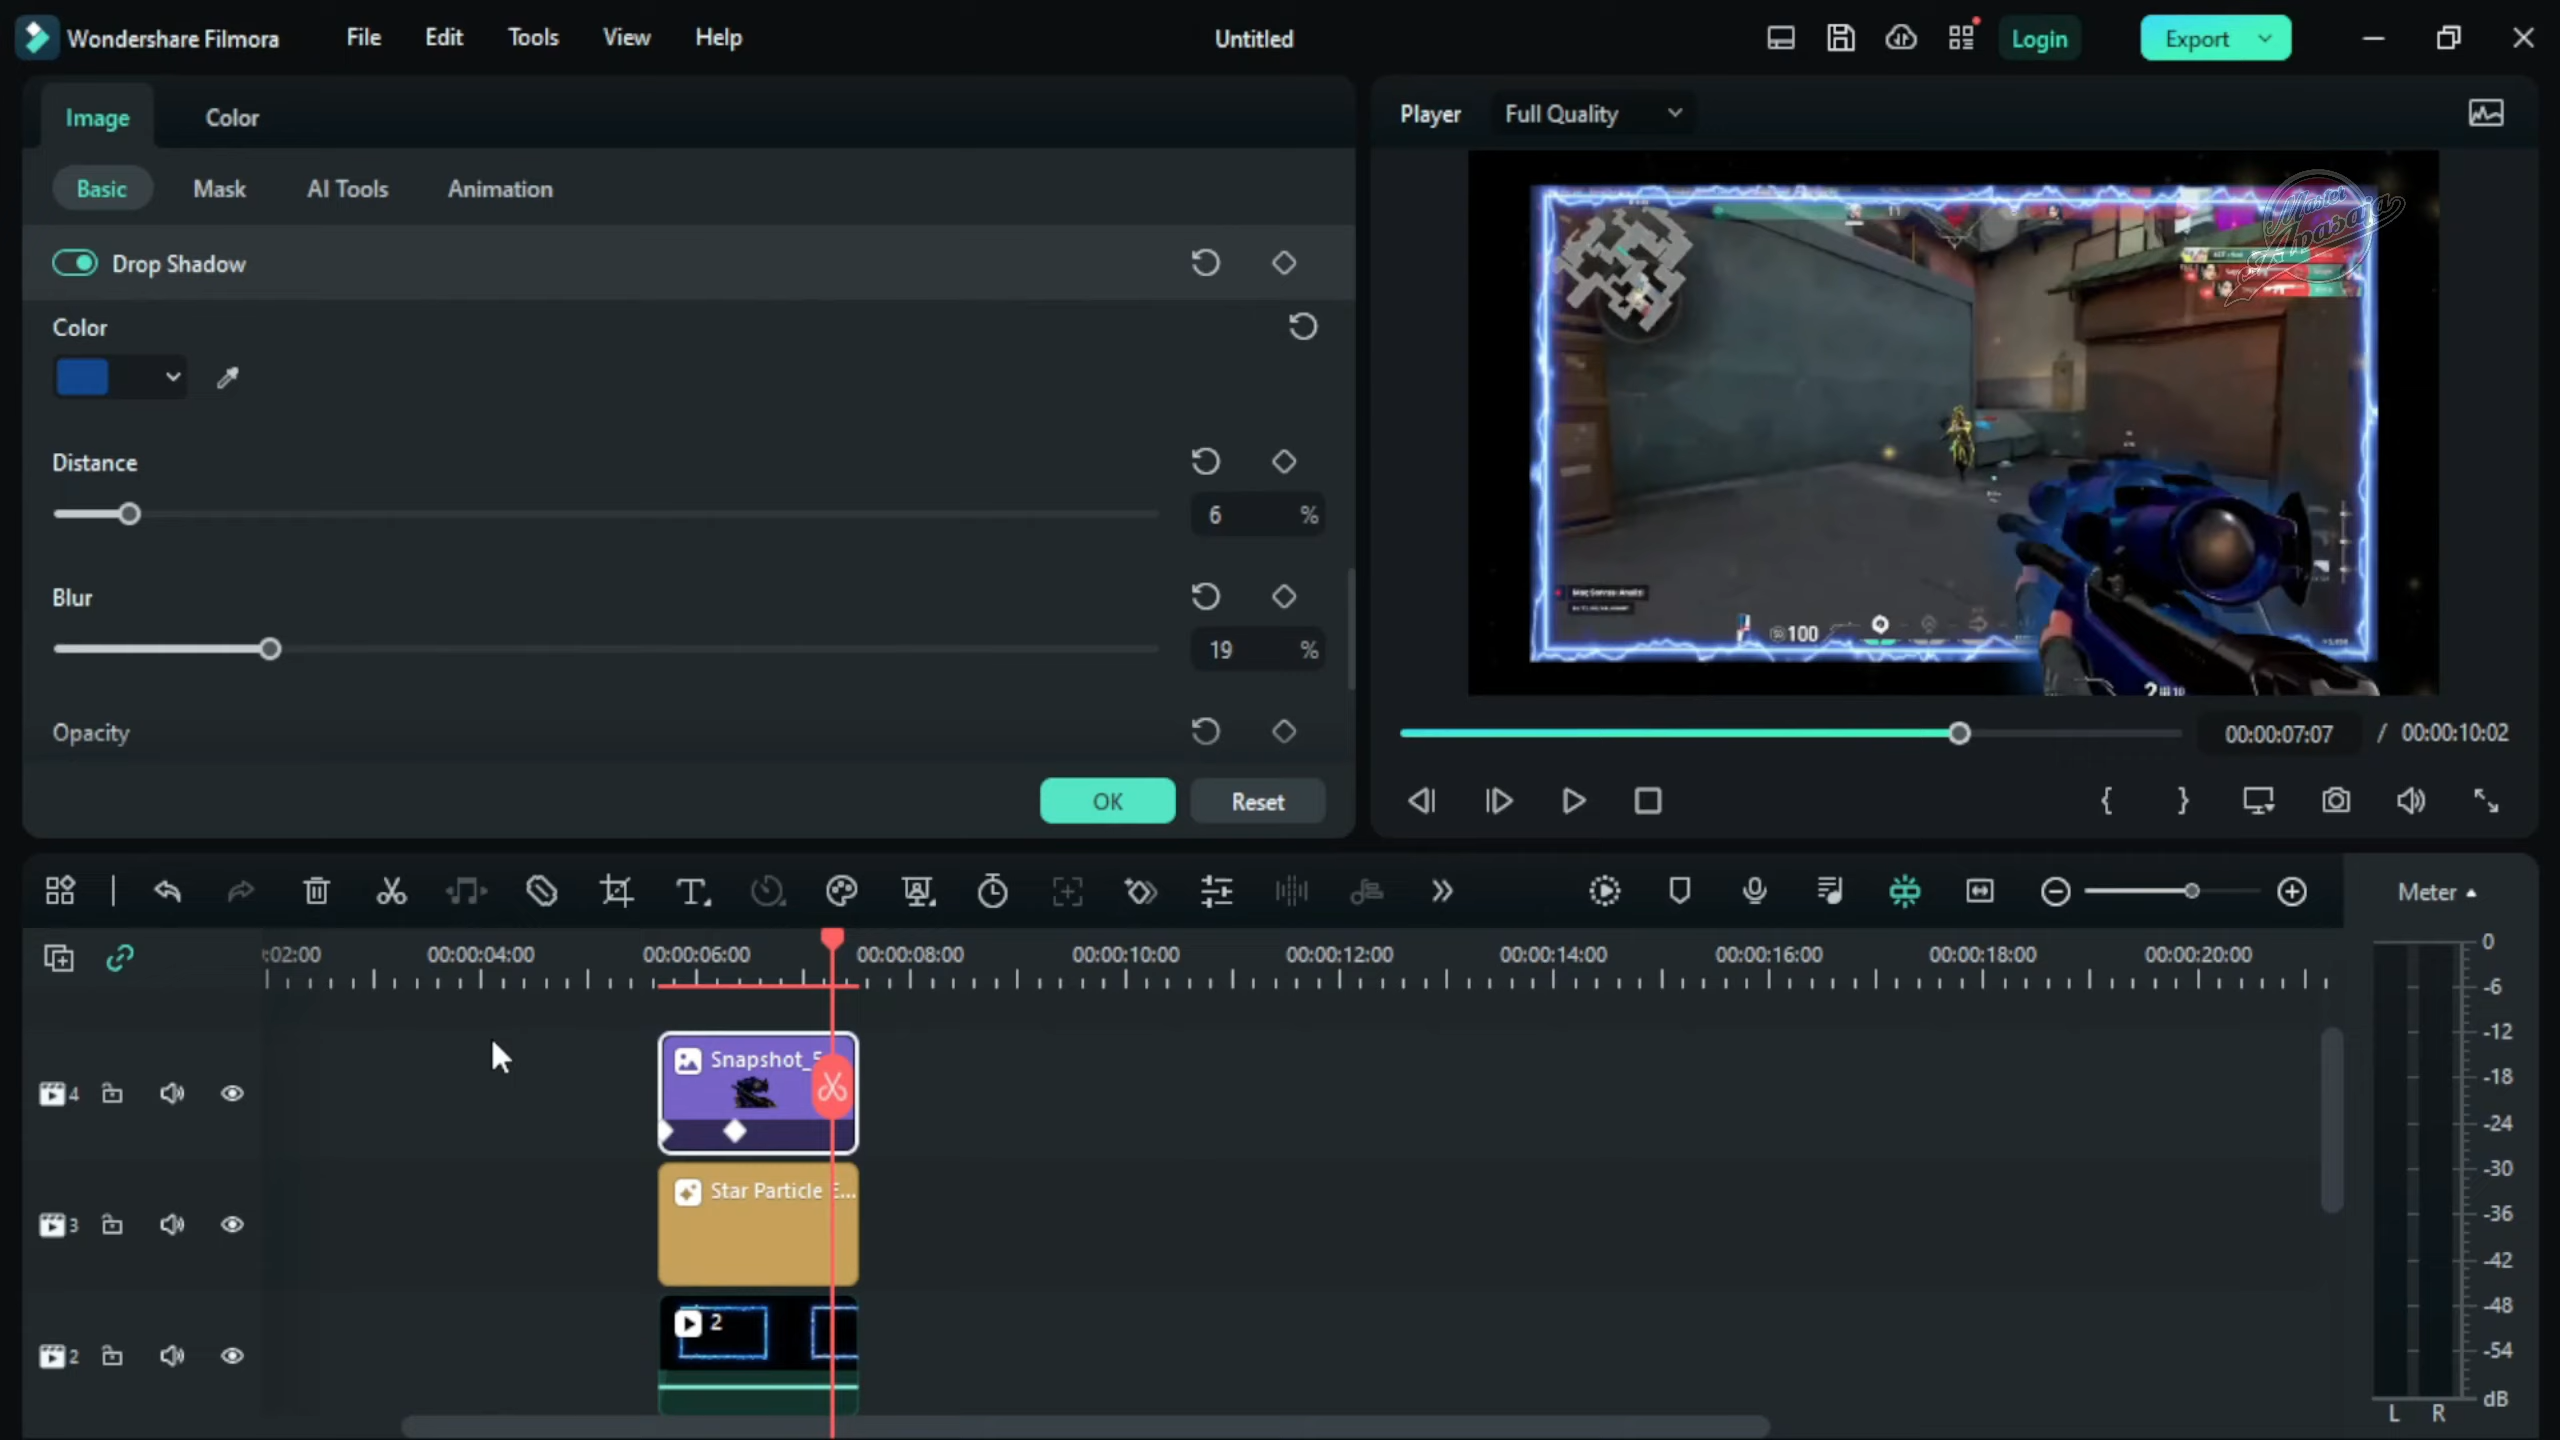 Wondershare Filmora
File Edit Tools View Help
Untitled
Login
Export
Image Color
Player Full Quality
Basic Mask AI Tools Animation
Drop Shadow
Color
Distance
6 %
Blur
19 %
Opacity
OK Reset
Master
100
2
00:00:07:07 / 00:00:10:02
Meter
:02:00 00:00:04:00 00:00:06:00 00:00:08:00 00:00:10:00 00:00:12:00 00:00:14:00 00:00:16:00 00:00:18:00 00:00:20:00
4
Snapshot_5
3
Star Particle E...
2
2
0
-6
-12
-18
-24
-30
-36
-42
-48
-54
dB
L R